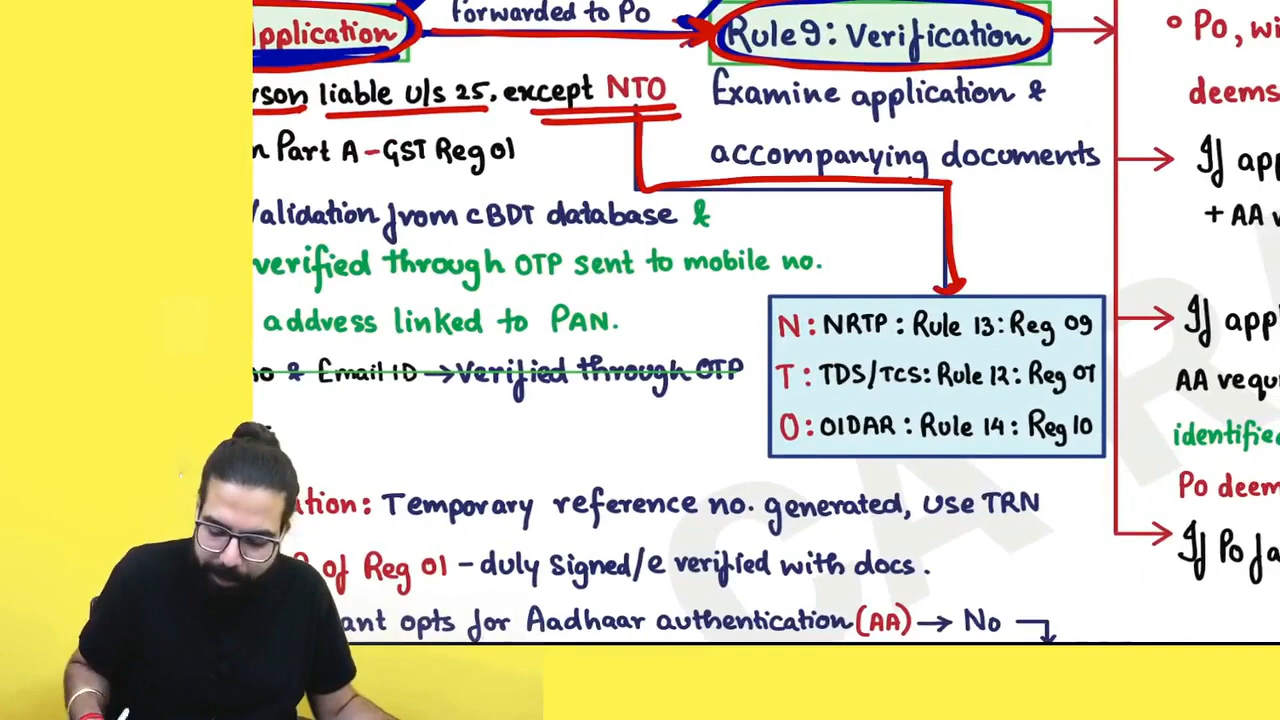 pplication
forwarded to PO
Rule 9: Verification
Po, wi
deems
rson liable u/s 25, except NTO
n Part A-GST Reg 01
Validation from CBDT database &
verified through OTP sent to mobile no.
address linked to PAN.
no & Email ID → Verified through OTP
Examine application &
accompanying documents
N: NRTP: Rule 13: Reg 09
T: TDS/TCS: Rule 12: Reg 07
O: OIDAR: Rule 14: Reg 10
If app
+ AA v
If appl
AA requ
identifie
Po deem
If Po fa
ation: Temporary reference no. generated, Use TRN
of Reg 01 - duly signed/e verified with docs.
ant opts for Aadhaar authentication (AA) → No